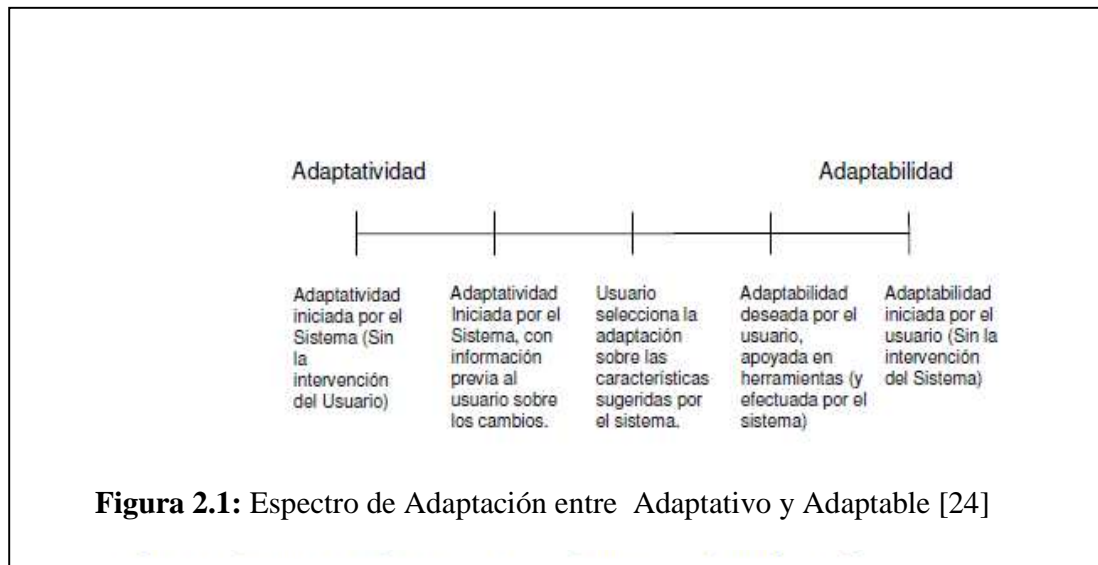 Adaptatividad
Adaptabilidad
Adaptatividad
iniciada por el
Sistema (Sin
la
intervención
del Usuario)
Adaptatividad
Iniciada por el
Sistema, con
información
previa al
usuario sobre
los cambios.
Usuario
selecciona la
adaptación
sobre las
características
sugeridas por
el sistema.
Adaptabilidad
deseada por el
usuario,
apoyada en
herramientas (y
efectuada por el
sistema)
Adaptabilidad
iniciada por el
usuario (Sin la
intervención
del Sistema)
Figura 2.1: Espectro de Adaptación entre Adaptativo y Adaptable [24]